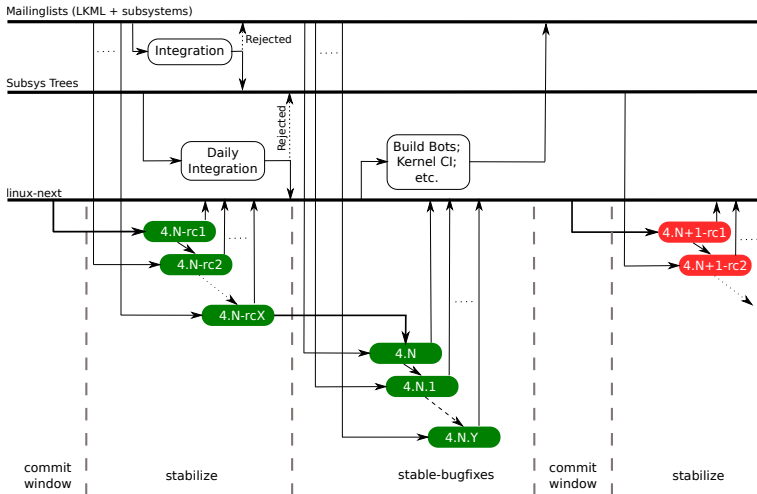 Mailinglists (LKML + subsystems)
Rejected
Integration
Subsys Trees
Rejected
Daily
Integration
Build Bots;
Kernel CI;
etc.
linux-next
4.N-rc1
4.N-rc2
4.N-rcX
4.N
4.N.1
4.N.Y
4.N+1-rc1
4.N+1-rc2
commit
window
stabilize
stable-bugfixes
commit
window
stabilize